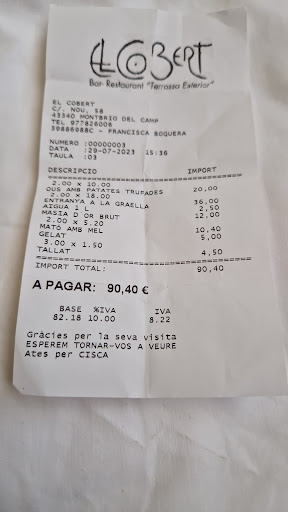 EL COBERT
Bar-Restaurant "Terrassa Exterior"
EL COBERT
C/. NOU, 58
43340 MONTBRIO DEL CAMP
TEL 977826006
39886988C - FRANCISCA BOQUERA
NUMERO :00000003
DATA :29-07-2023 15:36
TAULA :03
DESCRIPCIO IMPORT
2.00 x 10.00
OUS AMB PATATES TRUFADES 20,00
2.00 x 18.00
ENTRANYA A LA GRAELLA 36,00
AIGUA 1 L 2,50
MASIA D'OR BRUT 12,00
2.00 x 5.20
MATÓ AMB MEL 10,40
GELAT 5,00
3.00 x 1.50
TALLAT 4,50
IMPORT TOTAL: 90,40
A PAGAR: 90,40 €
BASE %IVA IVA
82.18 10.00 8.22
Gràcies per la seva visita
ESPEREM TORNAR-VOS A VEURE
Ates per CISCA